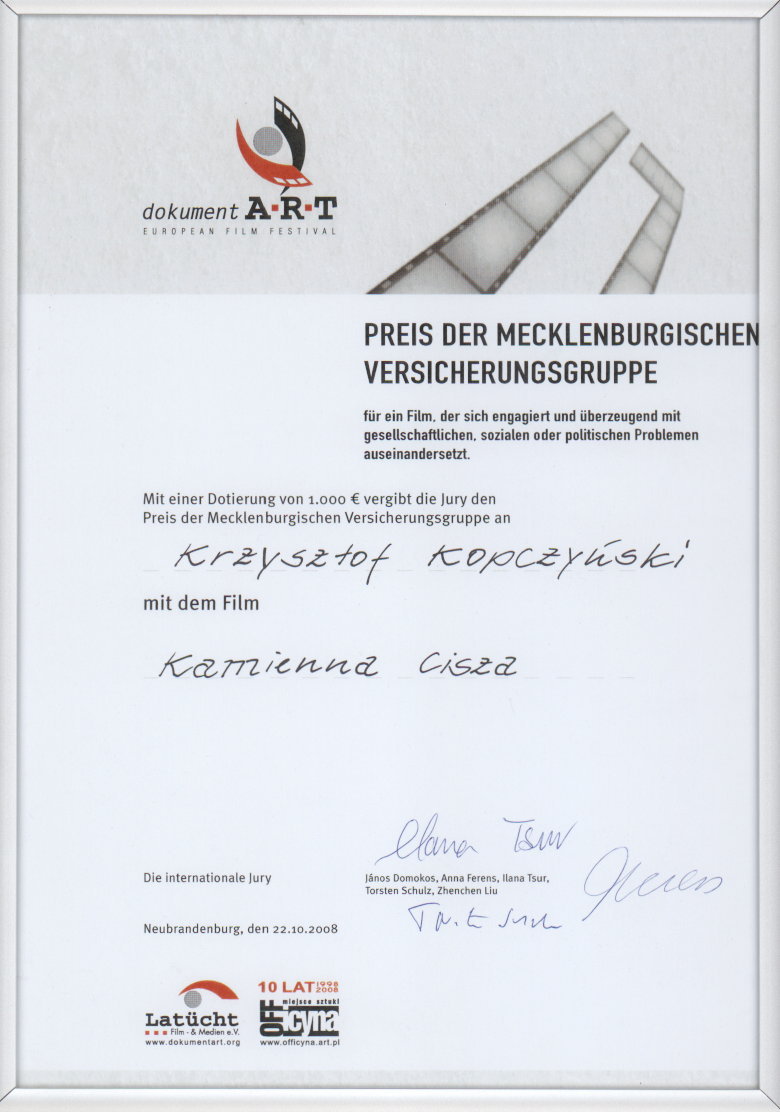 dokument A·R·T
EUROPEAN FILM FESTIVAL
PREIS DER MECKLENBURGISCHEN
VERSICHERUNGSGRUPPE
für ein Film, der sich engagiert und überzeugend mit
gesellschaftlichen, sozialen oder politischen Problemen
auseinandersetzt.
Mit einer Dotierung von 1.000 € vergibt die Jury den
Preis der Mecklenburgischen Versicherungsgruppe an
Krzysztof Kopczyński
mit dem Film
Kamienna Cisza
Ilana Tsur
Die internationale Jury
János Domokos, Anna Ferens, Ilana Tsur,
Torsten Schulz, Zhenchen Liu
Neubrandenburg, den 22.10.2008
10 LAT 1998 2008
Latücht
Film- & Medien e.V.
www.dokumentart.org
miejsce sztuki
OFFicyna
www.officyna.art.pl